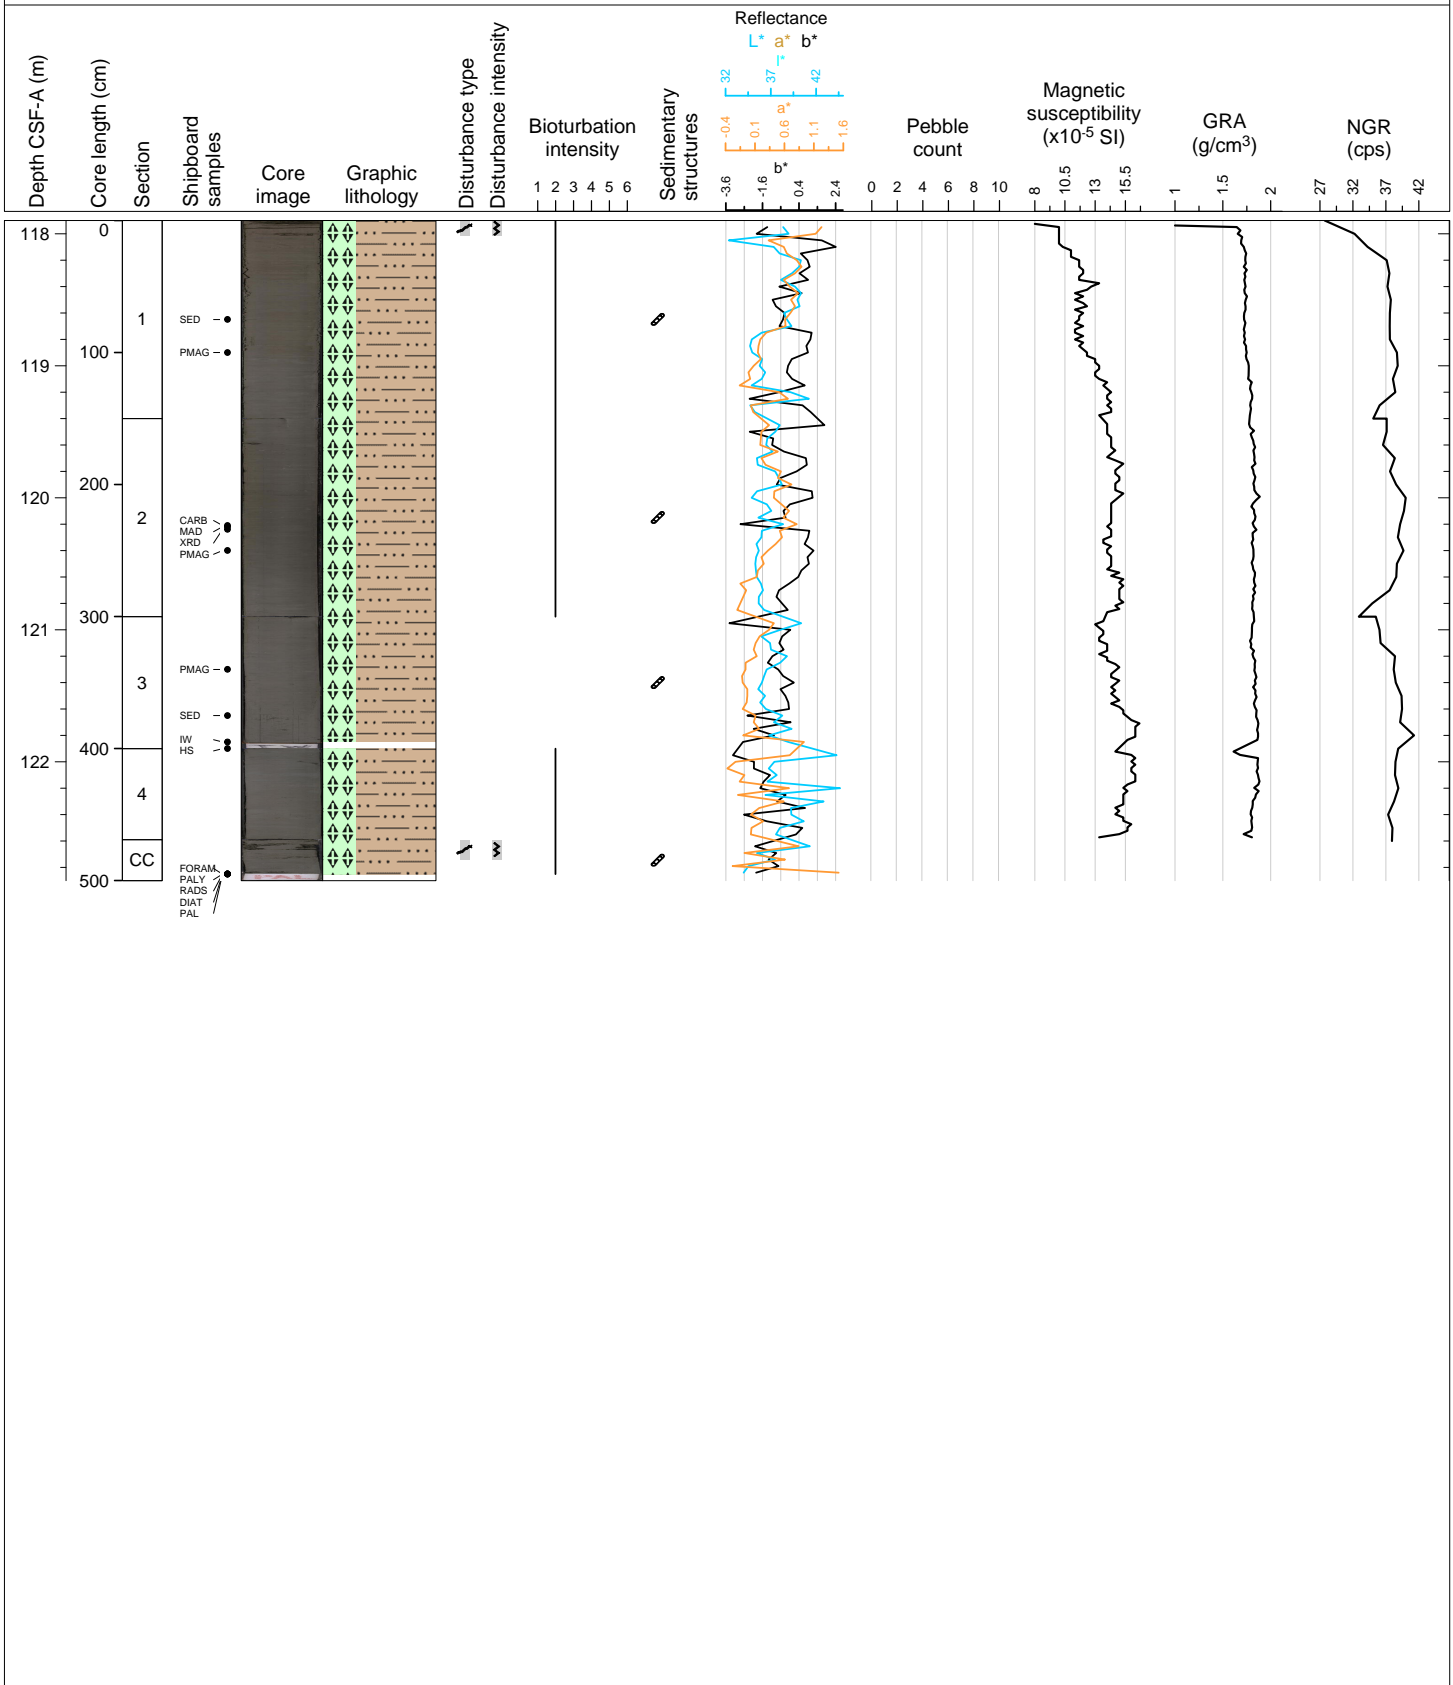 Depth CSF-A (m)
Core length (cm)
Section
Shipboard
samples
Core
image
Graphic
lithology
Disturbance type
Disturbance intensity
Bioturbation
intensity
1 2 3 4 5 6
Sedimentary
structures
Reflectance
L* a* b*
l*
32 37 42
a*
-0.4 0.1 0.6 1.1 1.6
b*
-3.6 -1.6 0.4 2.4
Pebble
count
0 2 4 6 8 10
Magnetic
susceptibility
(x10-5 SI)
8 10.5 13 15.5
GRA
(g/cm3)
1 1.5 2
NGR
(cps)
27 32 37 42
118
119
120
121
122
0
100
200
300
400
500
1
2
3
4
CC
SED
PMAG
CARB
MAD
XRD
PMAG
PMAG
SED
IW
HS
FORAM
PALY
RADS
DIAT
PAL